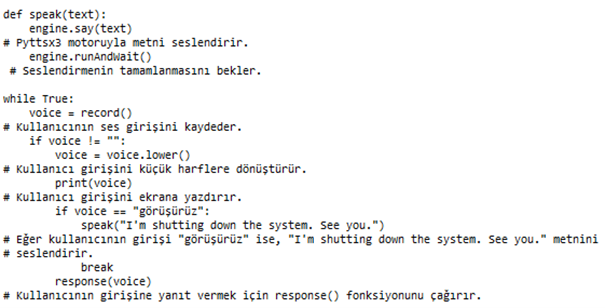 def speak(text):
    engine.say(text)
# Pyttsx3 motoruyla metni seslendirir.
    engine.runAndWait()
 # Seslendirmenin tamamlanmasını bekler.

while True:
    voice = record()
# Kullanıcının ses girişini kaydeder.
    if voice != "":
        voice = voice.lower()
# Kullanıcı girişini küçük harflere dönüştürür.
        print(voice)
# Kullanıcı girişini ekrana yazdırır.
        if voice == "görüşürüz":
            speak("I'm shutting down the system. See you.")
# Eğer kullanıcının girişi "görüşürüz" ise, "I'm shutting down the system. See you." metnini
# seslendirir.
            break
        response(voice)
# Kullanıcının girişine yanıt vermek için response() fonksiyonunu çağırır.